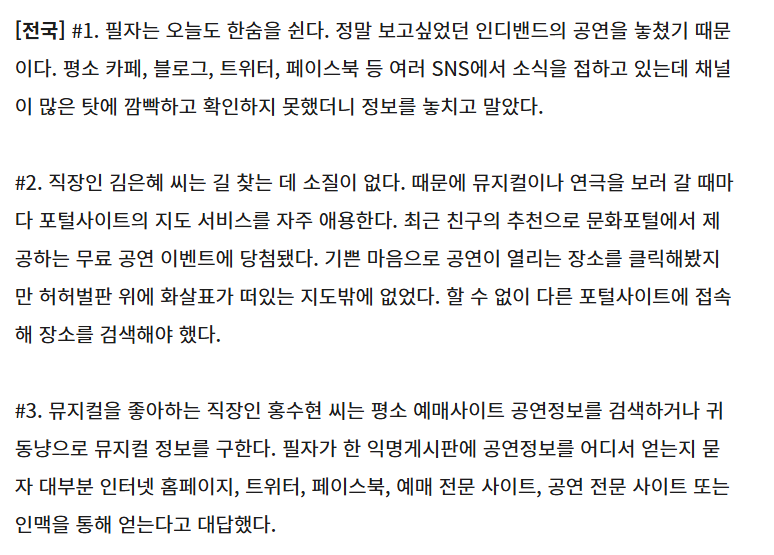 [전국] #1. 필자는 오늘도 한숨을 쉰다. 정말 보고싶었던 인디밴드의 공연을 놓쳤기 때문
이다. 평소 카페, 블로그, 트위터, 페이스북 등 여러 SNS에서 소식을 접하고 있는데 채널
이 많은 탓에 깜빡하고 확인하지 못했더니 정보를 놓치고 말았다.
#2. 직장인 김은혜 씨는 길 찾는 데 소질이 없다. 때문에 뮤지컬이나 연극을 보러 갈 때마
다 포털사이트의 지도 서비스를 자주 애용한다. 최근 친구의 추천으로 문화포털에서 제
공하는 무료 공연 이벤트에 당첨됐다. 기쁜 마음으로 공연이 열리는 장소를 클릭해봤지
만 허허벌판 위에 화살표가 떠있는 지도밖에 없었다. 할 수 없이 다른 포털사이트에 접속
해 장소를 검색해야 했다.
#3. 뮤지컬을 좋아하는 직장인 홍수현 씨는 평소 예매사이트 공연정보를 검색하거나 귀
동냥으로 뮤지컬 정보를 구한다. 필자가 한 익명게시판에 공연정보를 어디서 얻는지 묻
자 대부분 인터넷 홈페이지, 트위터, 페이스북, 예매 전문 사이트, 공연 전문 사이트 또는
인맥을 통해 얻는다고 대답했다.